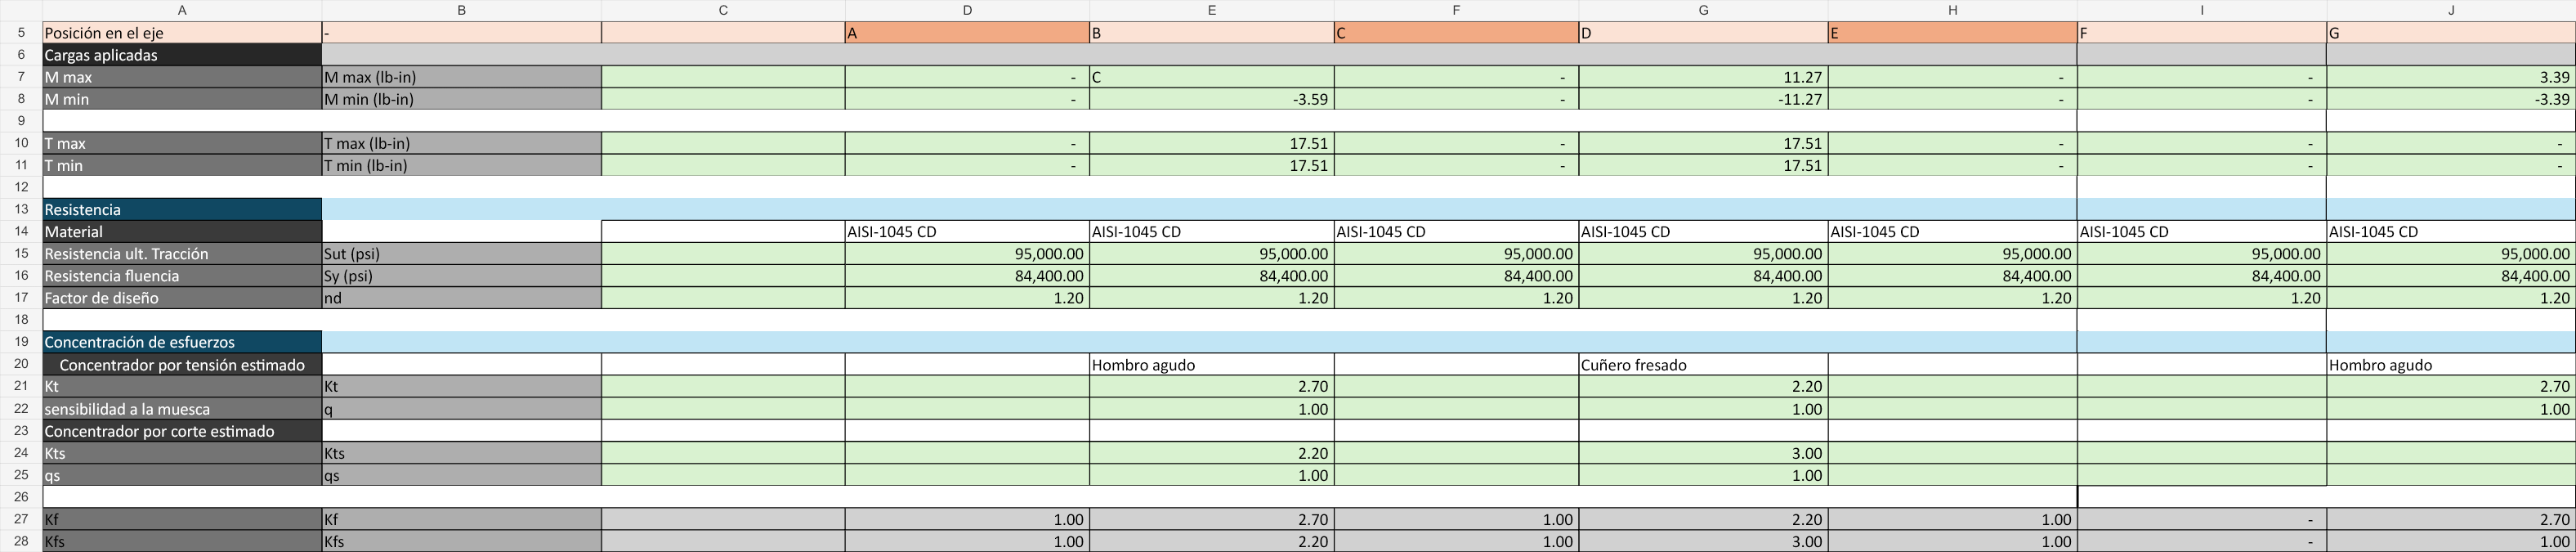 A B C D E F G H I J
5 Posición en el eje - A B C D E F G
6 Cargas aplicadas
7 M max M max (lb-in) - C - 11.27 - - 3.39
8 M min M min (lb-in) - -3.59 - -11.27 - - -3.39
9
10 T max T max (lb-in) - 17.51 - 17.51 - - -
11 T min T min (lb-in) - 17.51 - 17.51 - - -
12
13 Resistencia
14 Material AISI-1045 CD AISI-1045 CD AISI-1045 CD AISI-1045 CD AISI-1045 CD AISI-1045 CD AISI-1045 CD
15 Resistencia ult. Tracción Sut (psi) 95,000.00 95,000.00 95,000.00 95,000.00 95,000.00 95,000.00 95,000.00
16 Resistencia fluencia Sy (psi) 84,400.00 84,400.00 84,400.00 84,400.00 84,400.00 84,400.00 84,400.00
17 Factor de diseño nd 1.20 1.20 1.20 1.20 1.20 1.20 1.20
18
19 Concentración de esfuerzos
20 Concentrador por tensión estimado Hombro agudo Cuñero fresado Hombro agudo
21 Kt Kt 2.70 2.20 2.70
22 sensibilidad a la muesca q 1.00 1.00 1.00
23 Concentrador por corte estimado
24 Kts Kts 2.20 3.00
25 qs qs 1.00 1.00
26
27 Kf Kf 1.00 2.70 1.00 2.20 1.00 - 2.70
28 Kfs Kfs 1.00 2.20 1.00 3.00 1.00 - 1.00